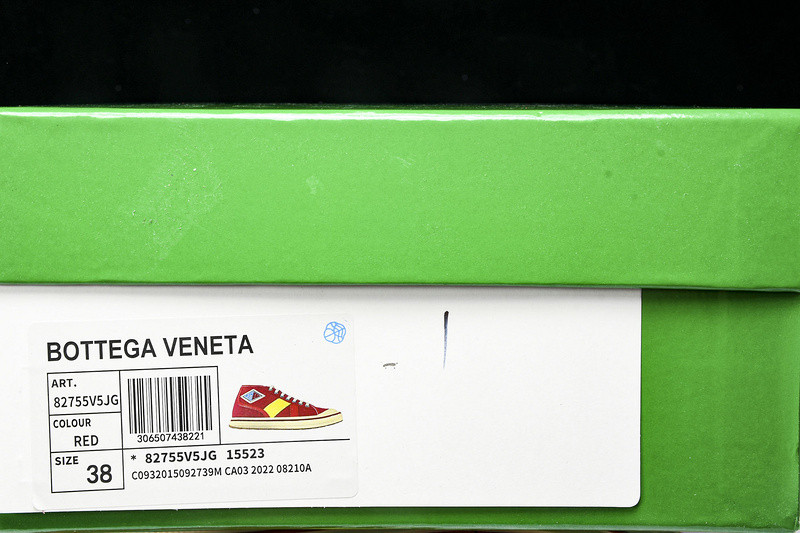 BOTTEGA VENETA
ART.
82755V5JG
COLOUR
RED
SIZE
38
306507438221
* 82755V5JG 15523
C0932015092739M CA03 2022 08210A